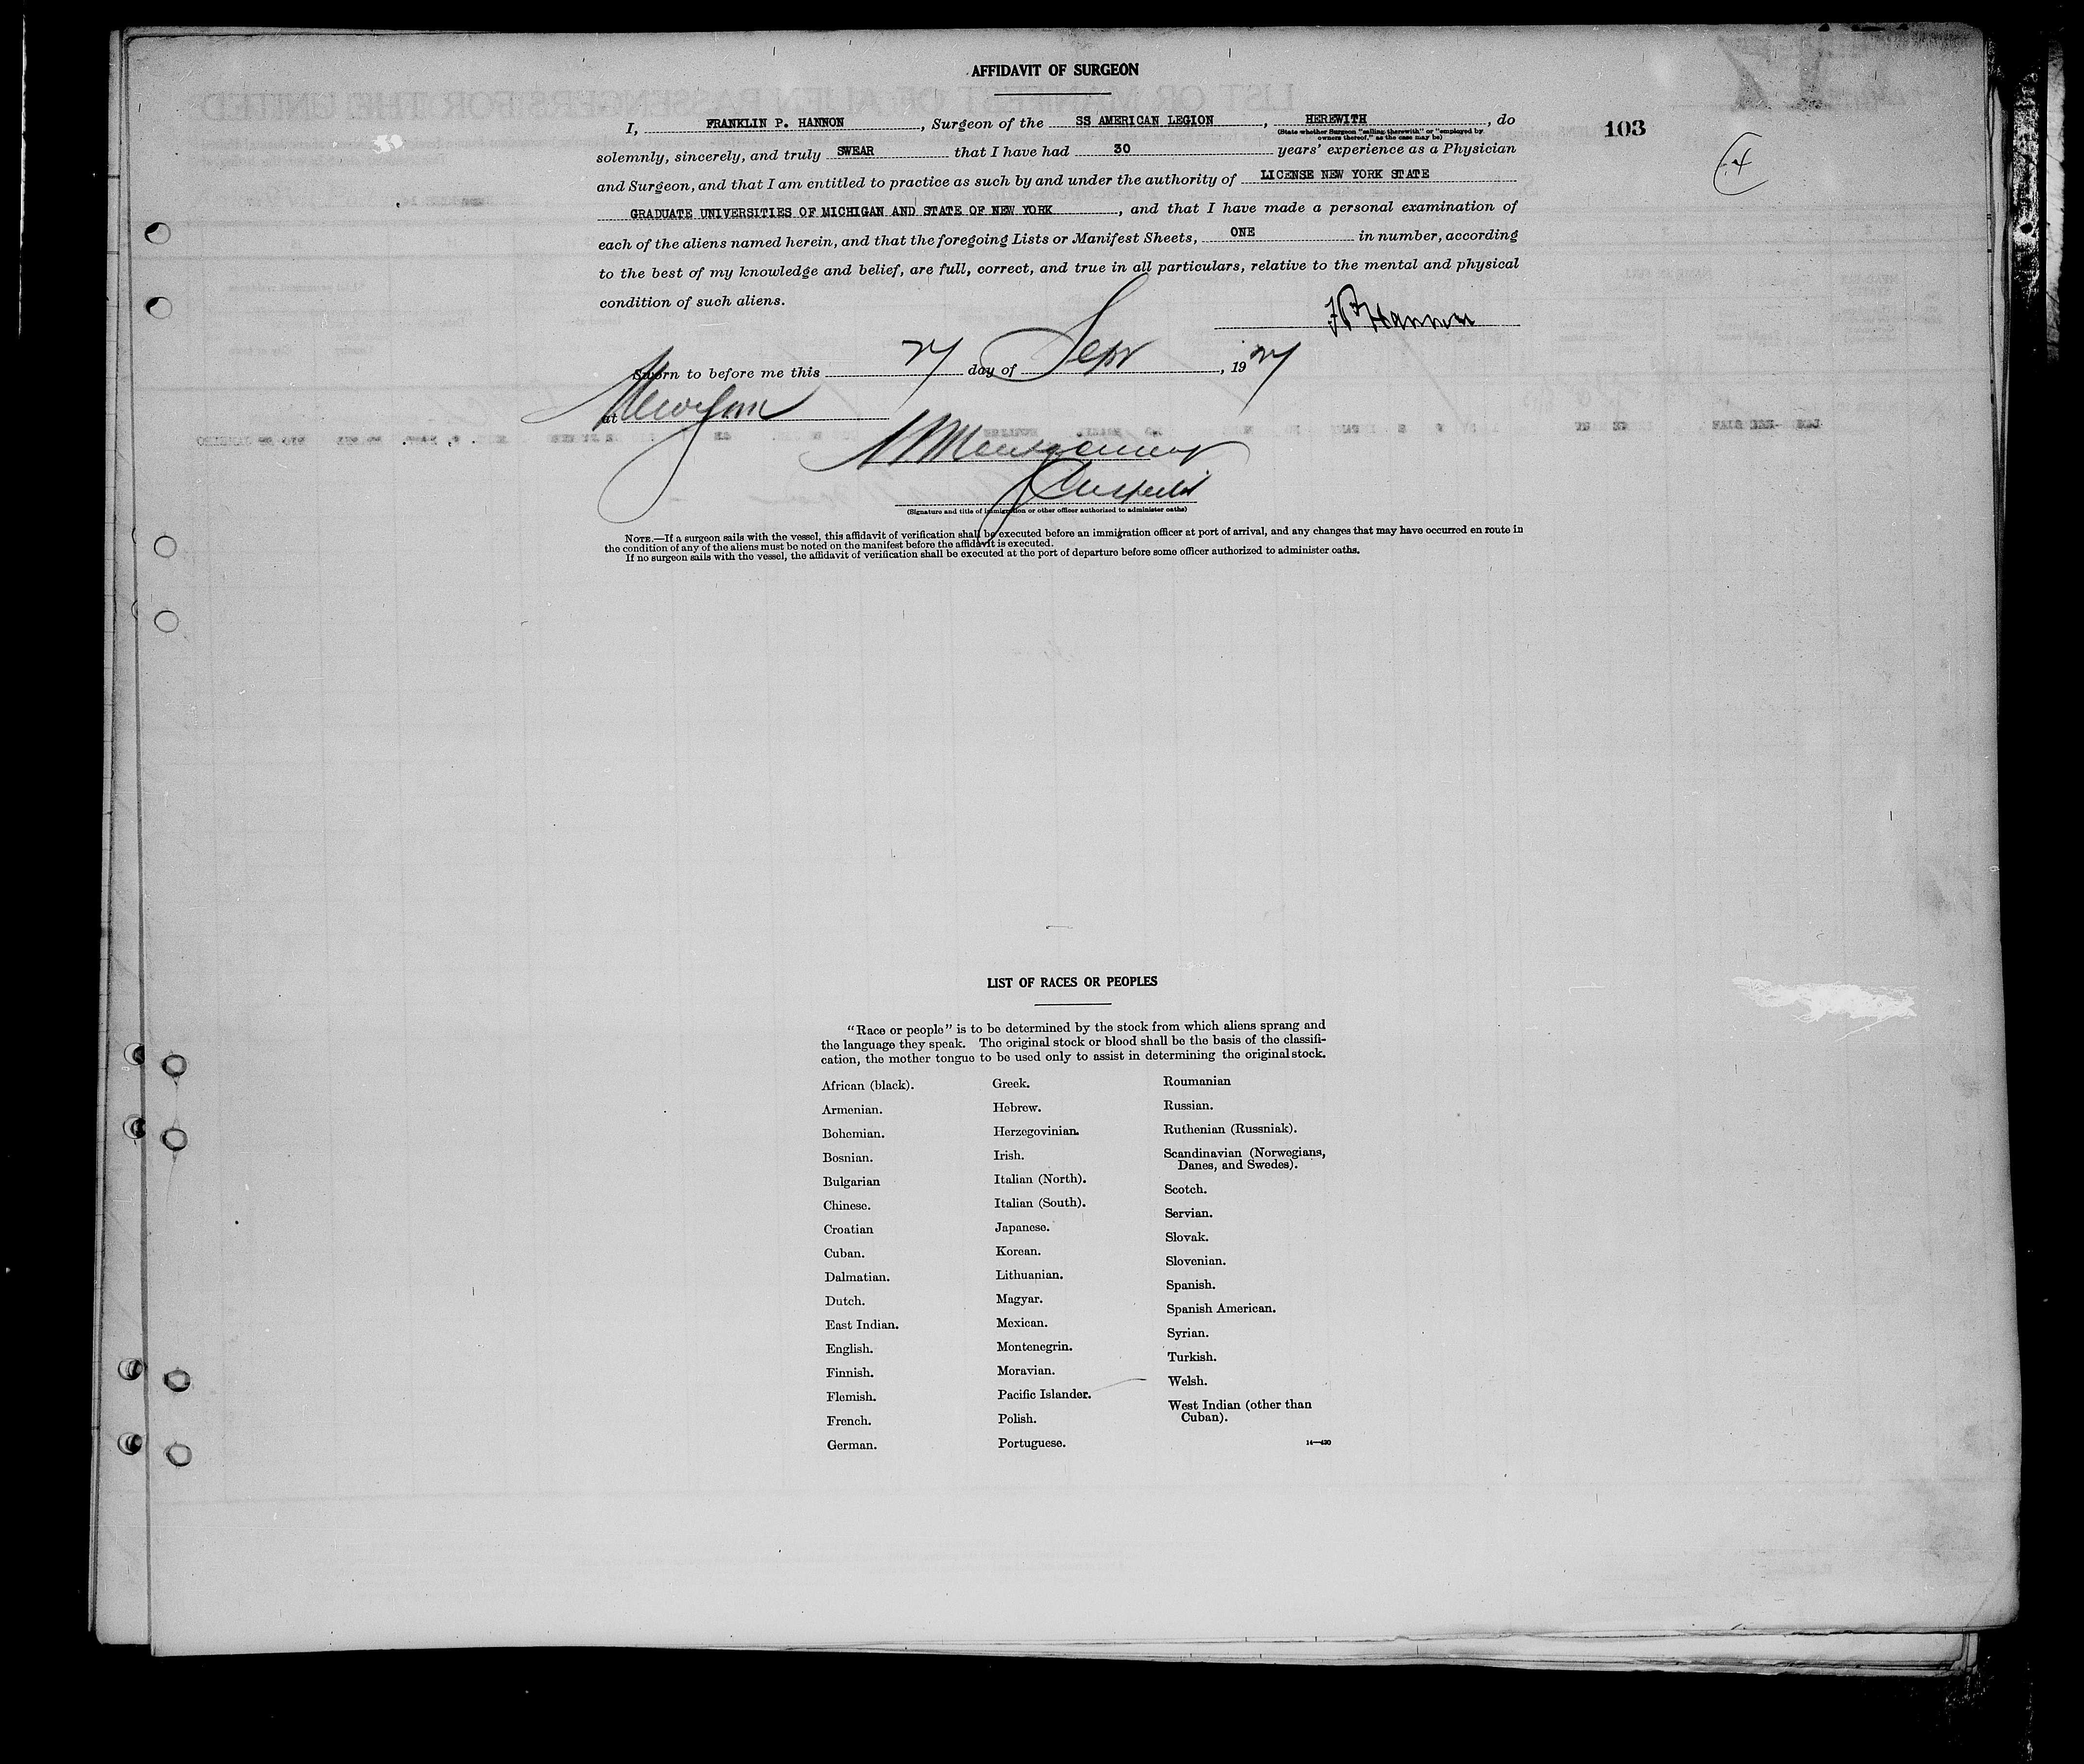 AFFIDAVIT OF SURGEON
103
4
I, FRANKLIN P. HANNON, Surgeon of the SS AMERICAN LEGION, HEREWITH, do
(State whether Surgeon "sailing therewith" or "employed by
owners thereof," as the case may be)
solemnly, sincerely, and truly SWEAR that I have had 30 years' experience as a Physician
and Surgeon, and that I am entitled to practice as such by and under the authority of LICENSE NEW YORK STATE
GRADUATE UNIVERSITIES OF MICHIGAN AND STATE OF NEW YORK, and that I have made a personal examination of
each of the aliens named herein, and that the foregoing Lists or Manifest Sheets, ONE in number, according
to the best of my knowledge and belief, are full, correct, and true in all particulars, relative to the mental and physical
condition of such aliens.
F P Hannon
Sworn to before me this 27 day of Sept, 1927
at New York
Montgomery
Inspector
(Signature and title of immigration or other officer authorized to administer oaths)
NOTE.—If a surgeon sails with the vessel, this affidavit of verification shall be executed before an immigration officer at port of arrival, and any changes that may have occurred en route in
the condition of any of the aliens must be noted on the manifest before the affidavit is executed.
If no surgeon sails with the vessel, the affidavit of verification shall be executed at the port of departure before some officer authorized to administer oaths.
LIST OF RACES OR PEOPLES
"Race or people" is to be determined by the stock from which aliens sprang and
the language they speak. The original stock or blood shall be the basis of the classifi-
cation, the mother tongue to be used only to assist in determining the original stock.
African (black).
Armenian.
Bohemian.
Bosnian.
Bulgarian
Chinese.
Croatian
Cuban.
Dalmatian.
Dutch.
East Indian.
English.
Finnish.
Flemish.
French.
German.
Greek.
Hebrew.
Herzegovinian.
Irish.
Italian (North).
Italian (South).
Japanese.
Korean.
Lithuanian.
Magyar.
Mexican.
Montenegrin.
Moravian.
Pacific Islander.
Polish.
Portuguese.
Roumanian
Russian.
Ruthenian (Russniak).
Scandinavian (Norwegians,
Danes, and Swedes).
Scotch.
Servian.
Slovak.
Slovenian.
Spanish.
Spanish American.
Syrian.
Turkish.
Welsh.
West Indian (other than
Cuban).
14—430